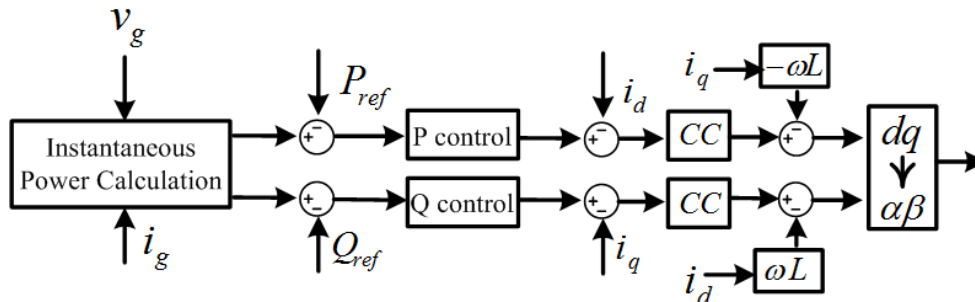 v_g
Instantaneous
Power Calculation
i_g
P_ref
+ −
P control
Q control
+ −
Q_ref
i_d
+ −
+ −
i_q
CC
CC
i_q
−ωL
+ −
+ −
i_d
ωL
dq
αβ